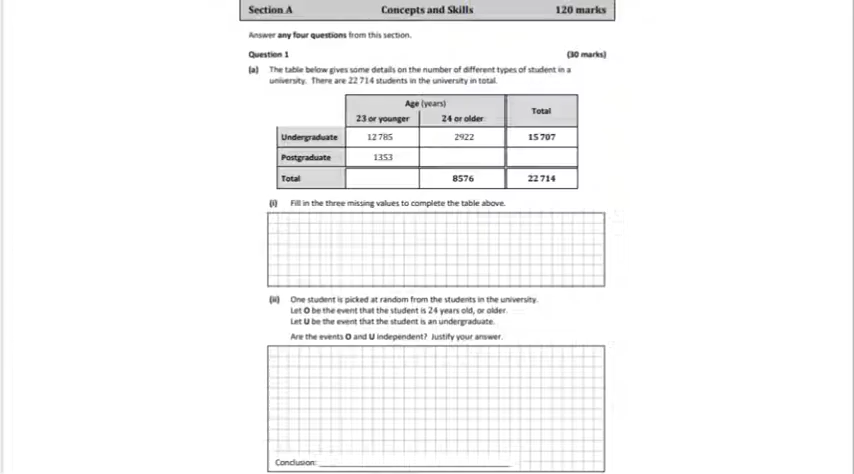 Section A Concepts and Skills 120 marks
Answer any four questions from this section.
Question 1 (30 marks)
(a) The table below gives some details on the number of different types of student in a
university. There are 22 714 students in the university in total.
Age (years) Total
23 or younger 24 or older
Undergraduate 12 785 2922 15 707
Postgraduate 1353
Total 8576 22 714
(i) Fill in the three missing values to complete the table above.
(ii) One student is picked at random from the students in the university.
Let O be the event that the student is 24 years old, or older.
Let U be the event that the student is an undergraduate.
Are the events O and U independent? Justify your answer.
Conclusion: